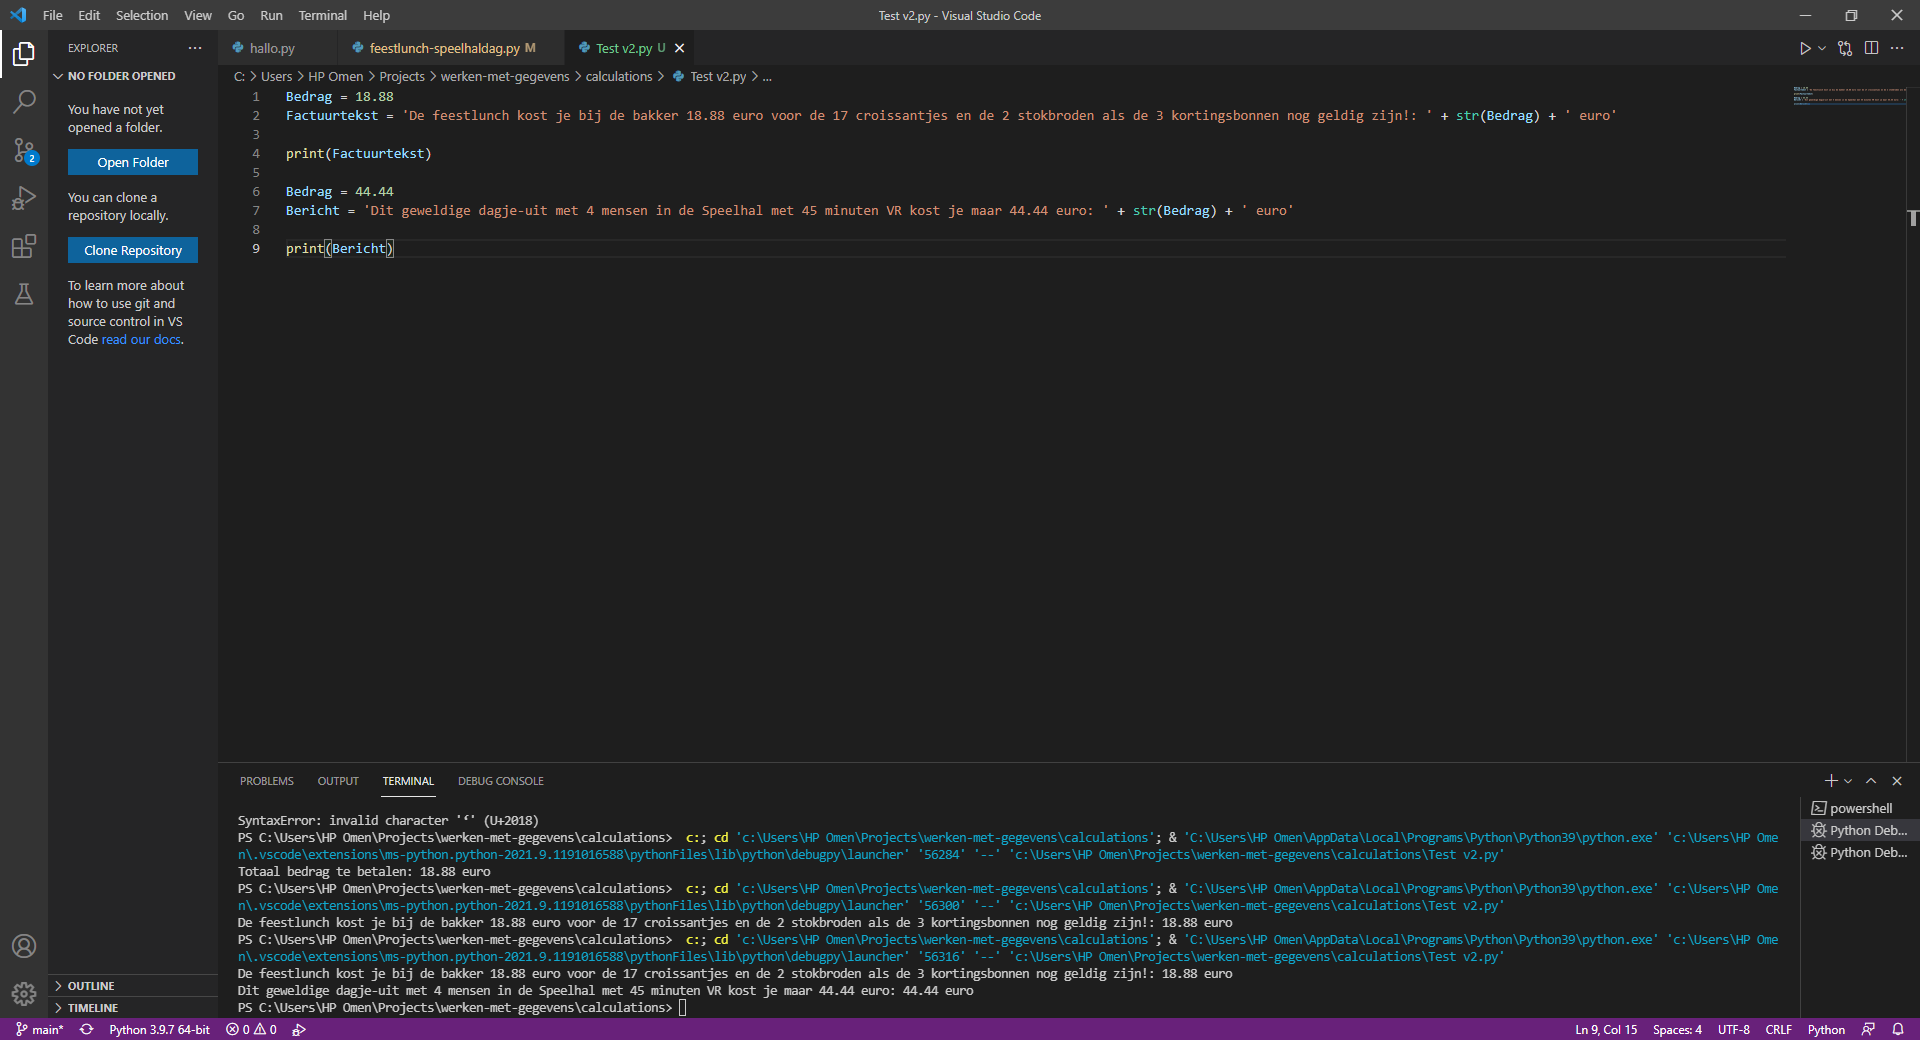 File Edit Selection View Go Run Terminal Help
Test v2.py - Visual Studio Code
EXPLORER
NO FOLDER OPENED
You have not yet
opened a folder.
Open Folder
You can clone a
repository locally.
Clone Repository
To learn more about
how to use git and
source control in VS
Code read our docs.
OUTLINE
TIMELINE
2
hallo.py
feestlunch-speelhaldag.py M
Test v2.py U
C: > Users > HP Omen > Projects > werken-met-gegevens > calculations > Test v2.py > ...
1 Bedrag = 18.88
2 Factuurtekst = 'De feestlunch kost je bij de bakker 18.88 euro voor de 17 croissantjes en de 2 stokbroden als de 3 kortingsbonnen nog geldig zijn!: ' + str(Bedrag) + ' euro'
3
4 print(Factuurtekst)
5
6 Bedrag = 44.44
7 Bericht = 'Dit geweldige dagje-uit met 4 mensen in de Speelhal met 45 minuten VR kost je maar 44.44 euro: ' + str(Bedrag) + ' euro'
8
9 print(Bericht)
PROBLEMS OUTPUT TERMINAL DEBUG CONSOLE
SyntaxError: invalid character '‘' (U+2018)
PS C:\Users\HP Omen\Projects\werken-met-gegevens\calculations> c:; cd 'c:\Users\HP Omen\Projects\werken-met-gegevens\calculations'; & 'C:\Users\HP Omen\AppData\Local\Programs\Python\Python39\python.exe' 'c:\Users\HP Ome
n\.vscode\extensions\ms-python.python-2021.9.1191016588\pythonFiles\lib\python\debugpy\launcher' '56284' '--' 'c:\Users\HP Omen\Projects\werken-met-gegevens\calculations\Test v2.py'
Totaal bedrag te betalen: 18.88 euro
PS C:\Users\HP Omen\Projects\werken-met-gegevens\calculations> c:; cd 'c:\Users\HP Omen\Projects\werken-met-gegevens\calculations'; & 'C:\Users\HP Omen\AppData\Local\Programs\Python\Python39\python.exe' 'c:\Users\HP Ome
n\.vscode\extensions\ms-python.python-2021.9.1191016588\pythonFiles\lib\python\debugpy\launcher' '56300' '--' 'c:\Users\HP Omen\Projects\werken-met-gegevens\calculations\Test v2.py'
De feestlunch kost je bij de bakker 18.88 euro voor de 17 croissantjes en de 2 stokbroden als de 3 kortingsbonnen nog geldig zijn!: 18.88 euro
PS C:\Users\HP Omen\Projects\werken-met-gegevens\calculations> c:; cd 'c:\Users\HP Omen\Projects\werken-met-gegevens\calculations'; & 'C:\Users\HP Omen\AppData\Local\Programs\Python\Python39\python.exe' 'c:\Users\HP Ome
n\.vscode\extensions\ms-python.python-2021.9.1191016588\pythonFiles\lib\python\debugpy\launcher' '56316' '--' 'c:\Users\HP Omen\Projects\werken-met-gegevens\calculations\Test v2.py'
De feestlunch kost je bij de bakker 18.88 euro voor de 17 croissantjes en de 2 stokbroden als de 3 kortingsbonnen nog geldig zijn!: 18.88 euro
Dit geweldige dagje-uit met 4 mensen in de Speelhal met 45 minuten VR kost je maar 44.44 euro: 44.44 euro
PS C:\Users\HP Omen\Projects\werken-met-gegevens\calculations>
powershell
Python Deb...
Python Deb...
main* Python 3.9.7 64-bit 0 0
Ln 9, Col 15 Spaces: 4 UTF-8 CRLF Python